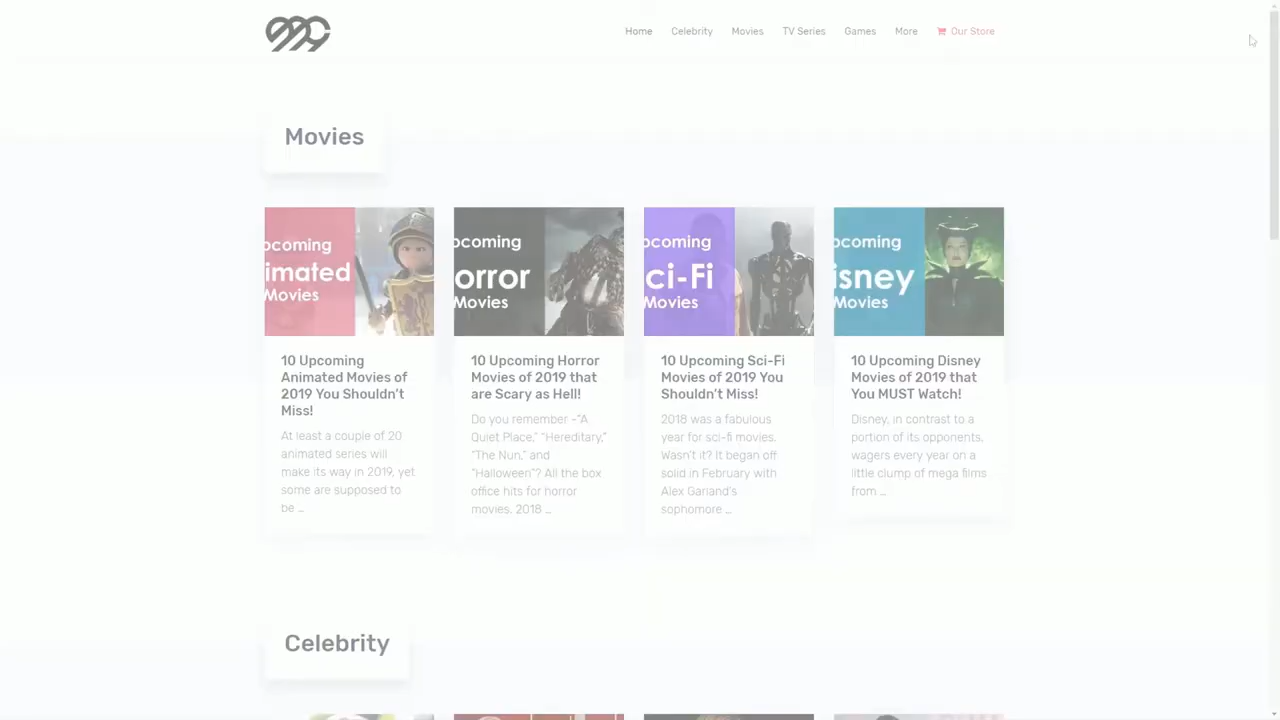 Home Celebrity Movies TV Series Games More Our Store
Movies
pcoming
imated
Movies
pcoming
orror
Movies
pcoming
ci-Fi
Movies
pcoming
isney
Movies
10 Upcoming
Animated Movies of
2019 You Shouldn't
Miss!
At least a couple of 20
animated series will
make its way in 2019, yet
some are supposed to
be ...
10 Upcoming Horror
Movies of 2019 that
are Scary as Hell!
Do you remember -"A
Quiet Place," "Hereditary,"
"The Nun," and
"Halloween"? All the box
office hits for horror
movies, 2018 ...
10 Upcoming Sci-Fi
Movies of 2019 You
Shouldn't Miss!
2018 was a fabulous
year for sci-fi movies.
Wasn't it? It began off
solid in February with
Alex Garland's
sophomore ...
10 Upcoming Disney
Movies of 2019 that
You MUST Watch!
Disney, in contrast to a
portion of its opponents,
wagers every year on a
little clump of mega films
from ...
Celebrity